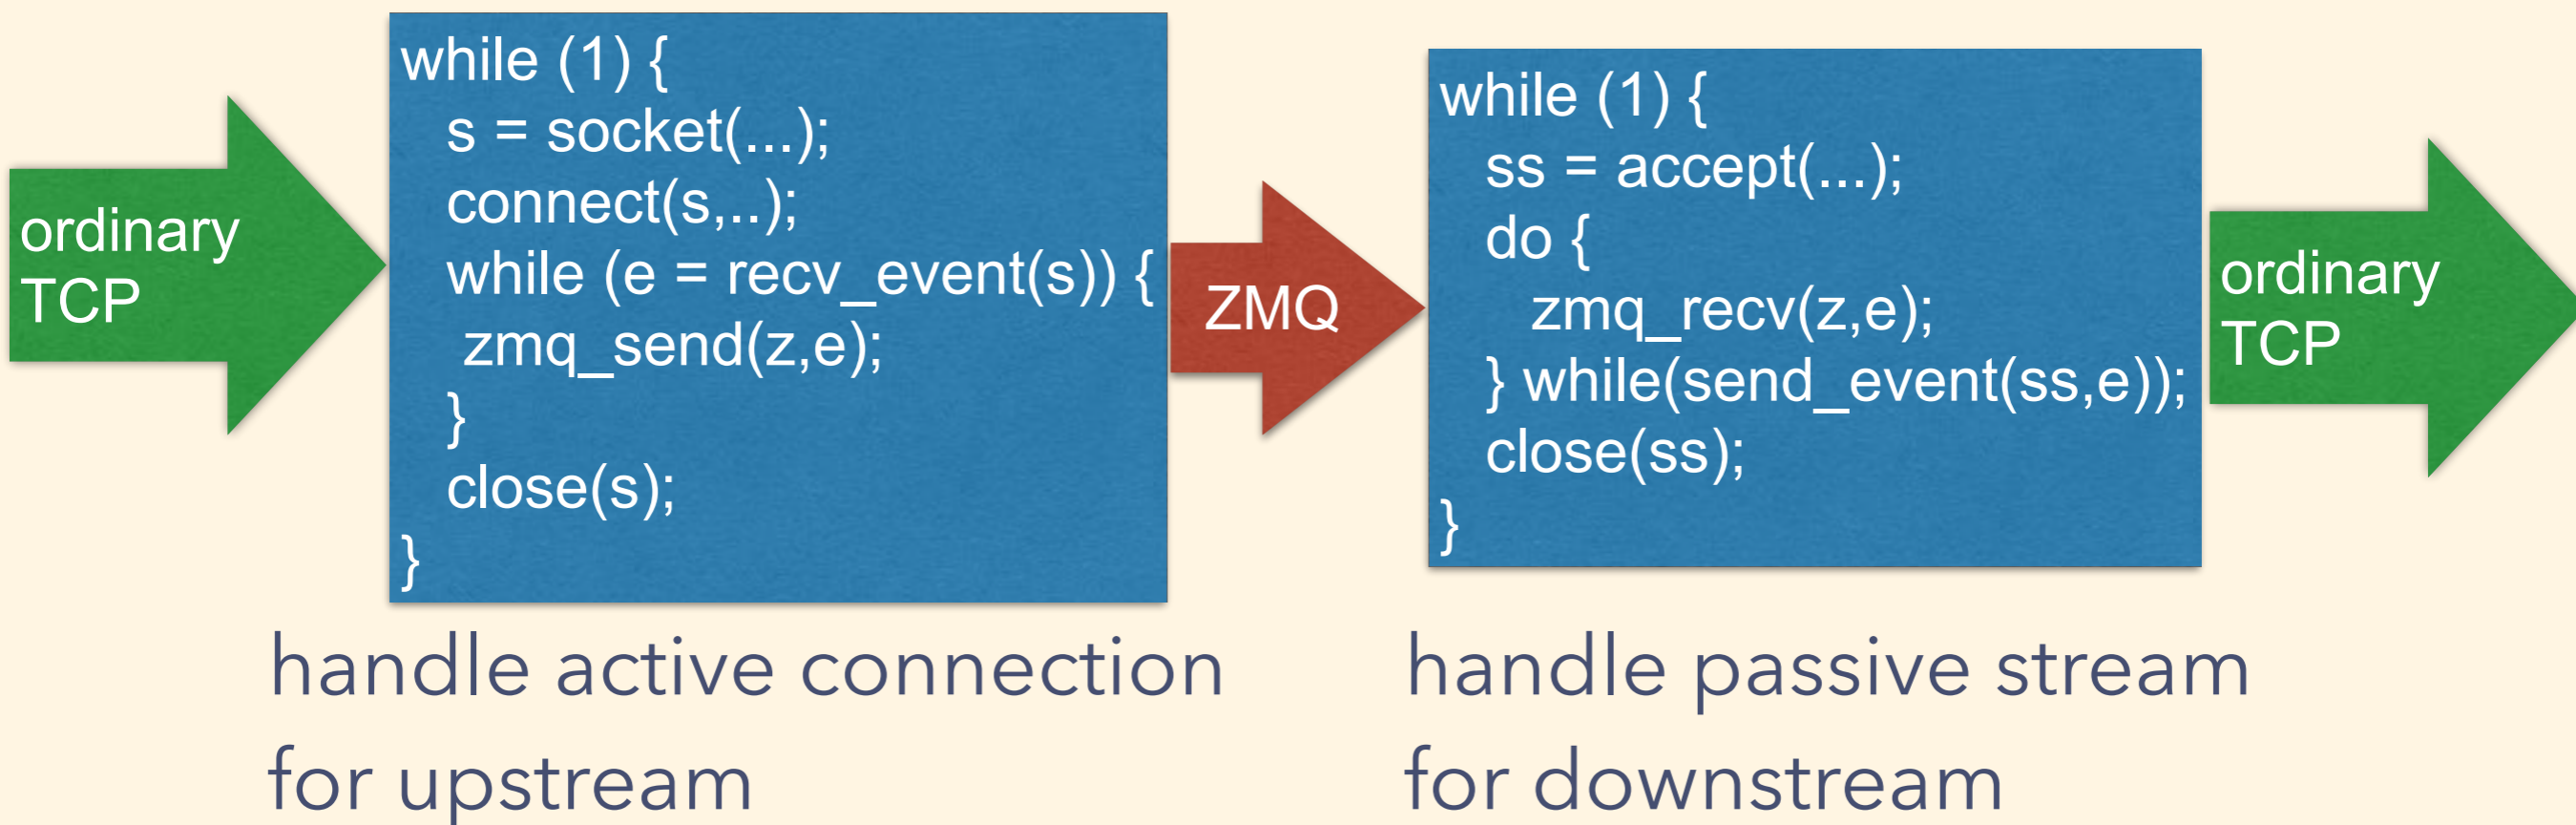 ordinary
TCP
while (1) {
s = socket(...);
connect(s,..);
while (e = recv_event(s)) {
zmq_send(z,e);
}
close(s);
}
ZMQ
while (1) {
ss = accept(...);
do {
zmq_recv(z,e);
} while(send_event(ss,e));
close(ss);
}
ordinary
TCP
handle active connection
for upstream
handle passive stream
for downstream